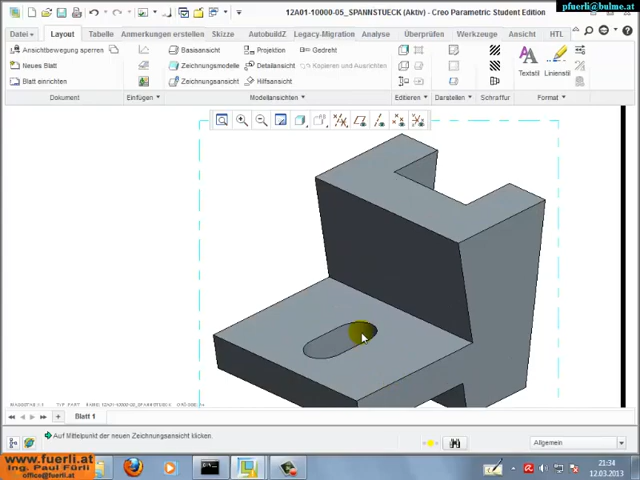 pfuerli@bulme.at
12A01-10000-05_SPANNSTUECK (Aktiv) - Creo Parametric Student Edition
Datei Layout Tabelle Anmerkungen erstellen Skizze Legacy-Migration Analyse Überprüfen Werkzeuge Ansicht AutobuildZ HTL
Ansichtbewegung sperren
Neues Blatt
Blatt einrichten
Basisansicht
Zeichnungsmodelle
Zeichnungsansicht
Projektion
Detailansicht
Hilfsansicht
Gedreht
Kopieren und Ausrichten
Textstil
Linienstil
Dokument Einfügen Modellansichten Editieren Darstellen Schraffur Format
Blatt 1
Auf Mittelpunkt der neuen Zeichnungsansicht klicken.
Allgemein
www.fuerli.at
Ing. Paul Fürli
office@fuerli.at
21:34
12.03.2013